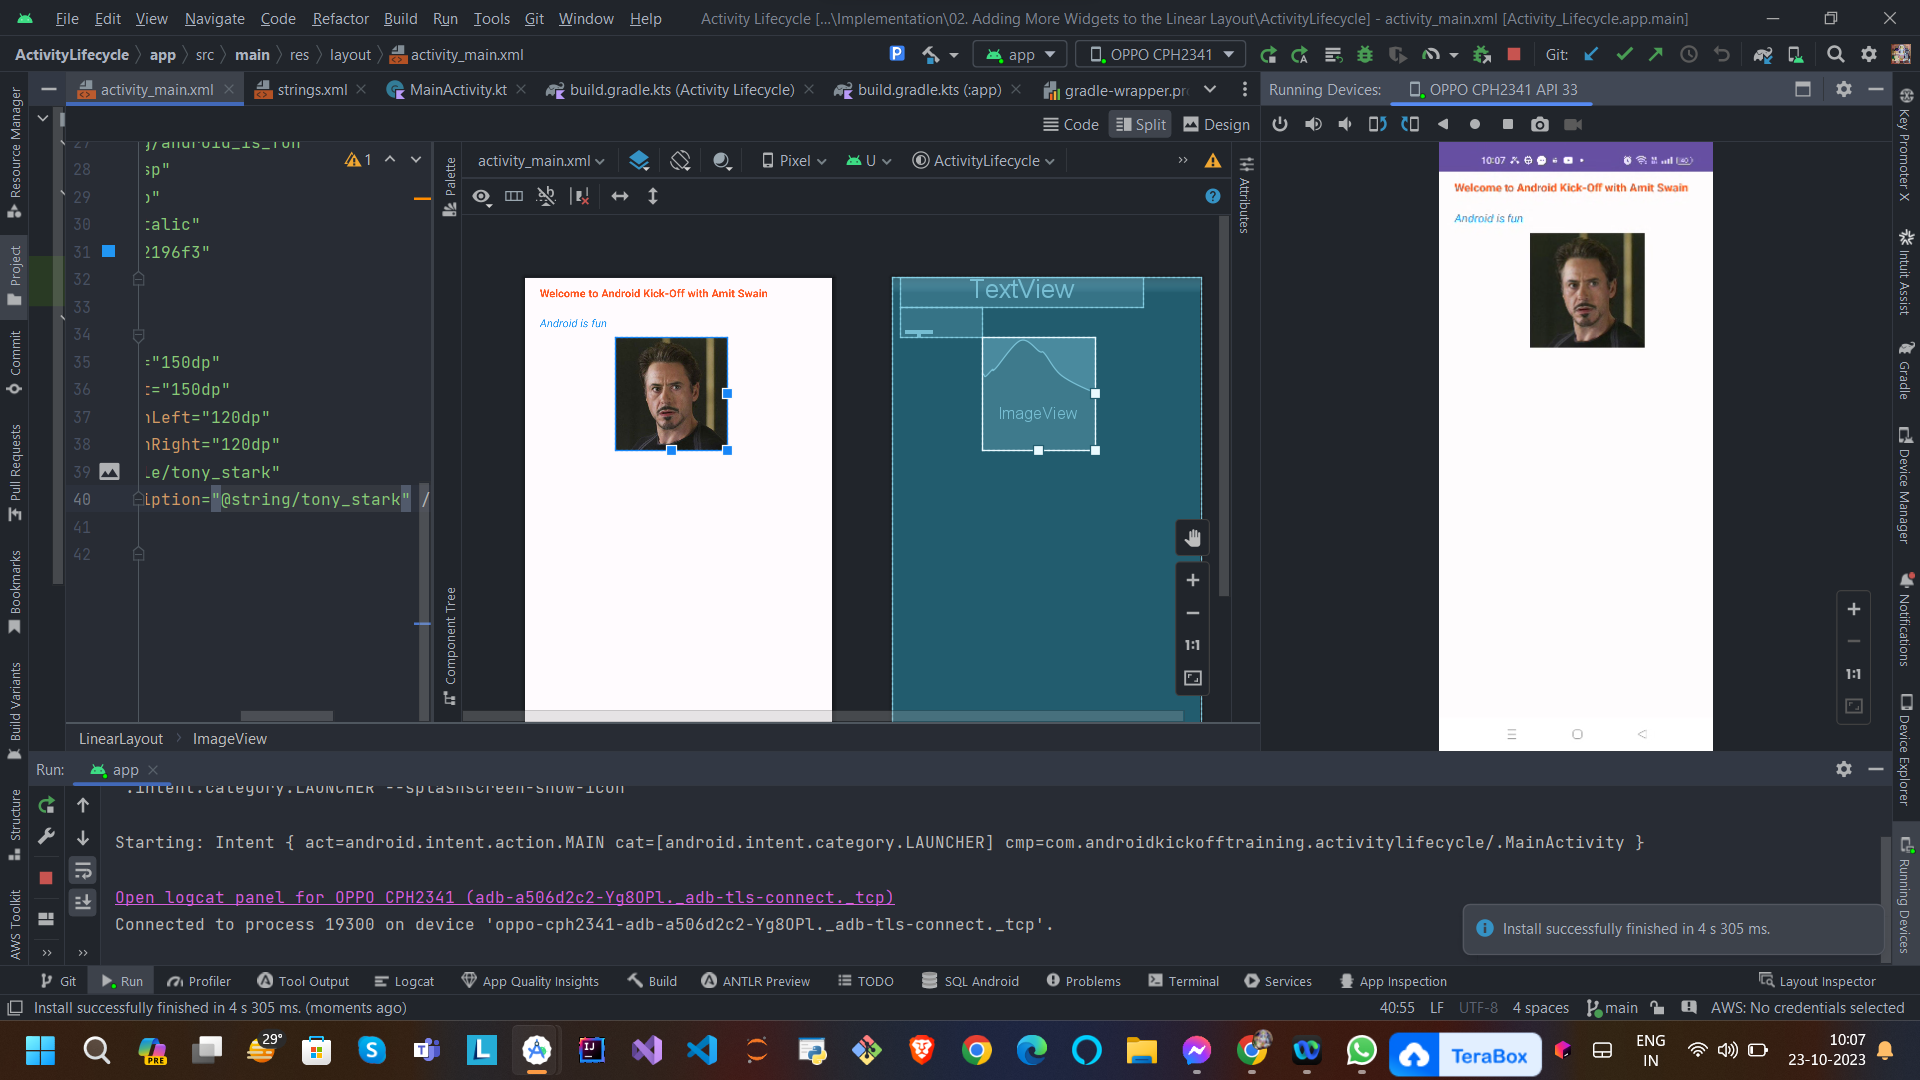 File Edit View Navigate Code Refactor Build Run Tools Git Window Help Activity Lifecycle [...\Implementation\02. Adding More Widgets to the Linear Layout\ActivityLifecycle] - activity_main.xml [Activity_Lifecycle.app.main]
ActivityLifecycle app src main res layout activity_main.xml app OPPO CPH2341 Git:
activity_main.xml strings.xml MainActivity.kt build.gradle.kts (Activity Lifecycle) build.gradle.kts (:app) gradle-wrapper.pr
Running Devices: OPPO CPH2341 API 33
Code Split Design
activity_main.xml Pixel U ActivityLifecycle
1
27
28 sp"
29
30 talic"
31 2196f3"
32
33
34
35 ="150dp"
36 t="150dp"
37 nLeft="120dp"
38 nRight="120dp"
39 le/tony_stark"
40 iption="@string/tony_stark" /
41
42
Welcome to Android Kick-Off with Amit Swain
Android is fun
TextView
ImageView
1:1
10:07
Welcome to Android Kick-Off with Amit Swain
Android is fun
1:1
Resource Manager
Project
Commit
Pull Requests
Bookmarks
Build Variants
Structure
AWS Toolkit
Palette
Component Tree
Attributes
Key Promoter X
Intuit Assist
Gradle
Device Manager
Notifications
Device Explorer
Running Devices
LinearLayout ImageView
Run: app
.intent.category.LAUNCHER --splashscreen-show-icon
Starting: Intent { act=android.intent.action.MAIN cat=[android.intent.category.LAUNCHER] cmp=com.androidkickofftraining.activitylifecycle/.MainActivity }
Open logcat panel for OPPO CPH2341 (adb-a506d2c2-Yg8OPl._adb-tls-connect._tcp)
Connected to process 19300 on device 'oppo-cph2341-adb-a506d2c2-Yg8OPl._adb-tls-connect._tcp'.
Install successfully finished in 4 s 305 ms.
Git Run Profiler Tool Output Logcat App Quality Insights Build ANTLR Preview TODO SQL Android Problems Terminal Services App Inspection Layout Inspector
Install successfully finished in 4 s 305 ms. (moments ago) 40:55 LF UTF-8 4 spaces main AWS: No credentials selected
29°
PRE
TeraBox
ENG
IN
10:07
23-10-2023